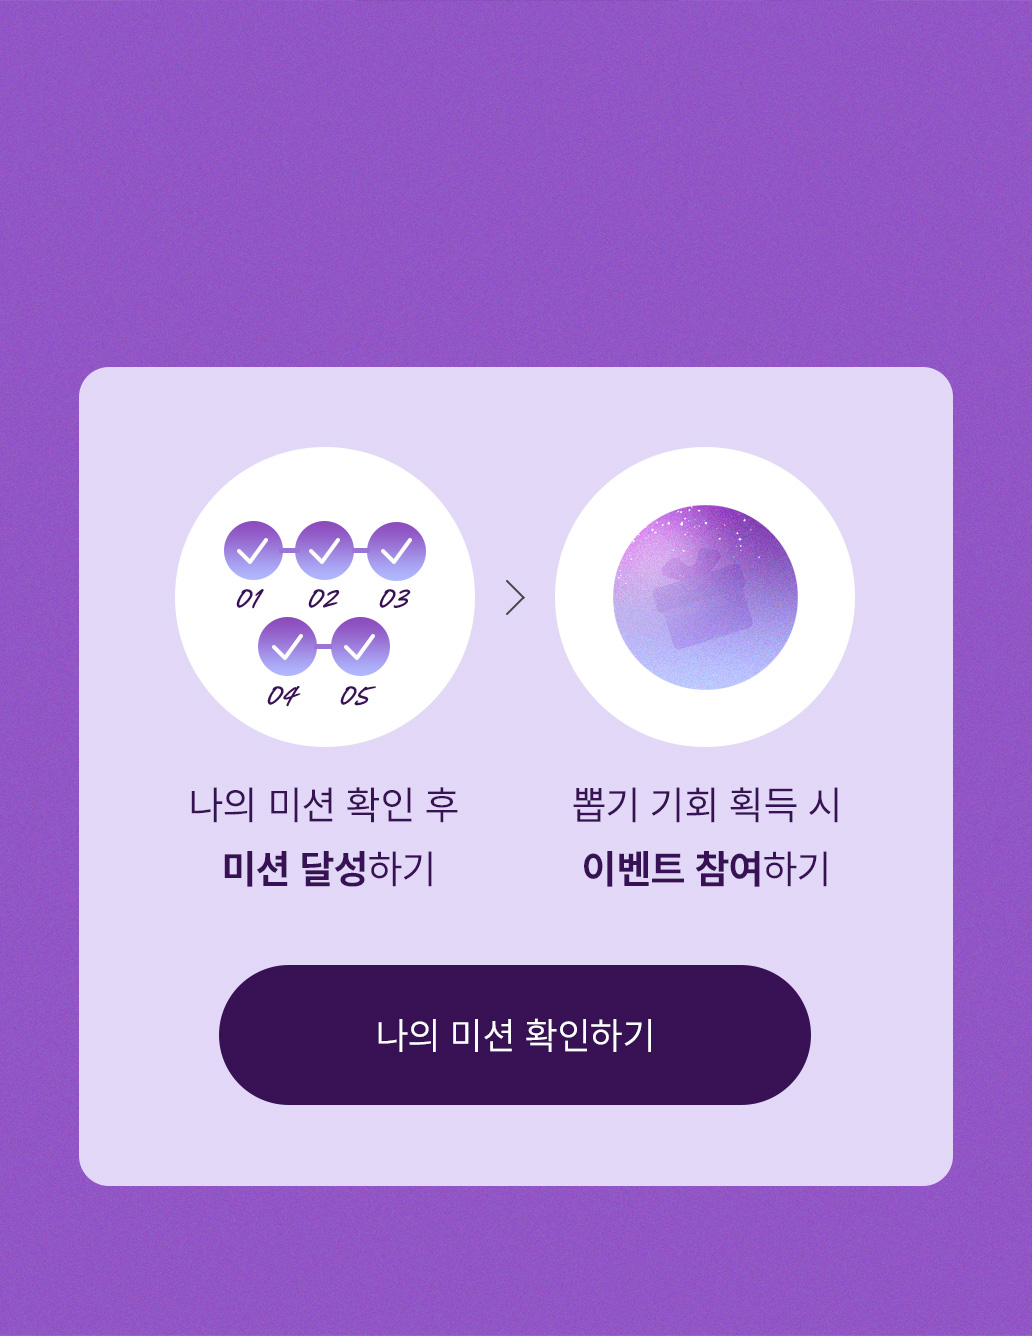 01 02 03
04 05
나의 미션 확인 후
미션 달성하기
뽑기 기회 획득 시
이벤트 참여하기
나의 미션 확인하기